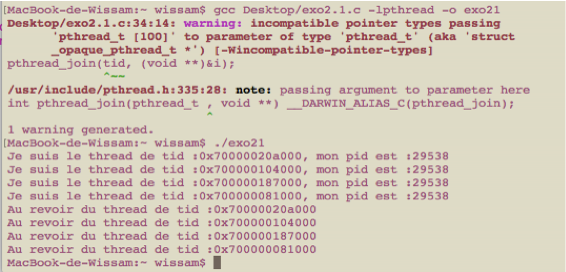 [MacBook-de-Wissam:~ wissam$ gcc Desktop/exo2.1.c -lpthread -o exo21
Desktop/exo2.1.c:34:14: warning: incompatible pointer types passing
'pthread_t [100]' to parameter of type 'pthread_t' (aka 'struct
_opaque_pthread_t *') [-Wincompatible-pointer-types]
pthread_join(tid, (void **)&i);
^~~
/usr/include/pthread.h:335:28: note: passing argument to parameter here
int pthread_join(pthread_t , void **) __DARWIN_ALIAS_C(pthread_join);
^
1 warning generated.
[MacBook-de-Wissam:~ wissam$ ./exo21
Je suis le thread de tid :0x70000020a000, mon pid est :29538
Je suis le thread de tid :0x700000104000, mon pid est :29538
Je suis le thread de tid :0x700000187000, mon pid est :29538
Je suis le thread de tid :0x700000081000, mon pid est :29538
Au revoir du thread de tid :0x70000020a000
Au revoir du thread de tid :0x700000104000
Au revoir du thread de tid :0x700000187000
Au revoir du thread de tid :0x700000081000
MacBook-de-Wissam:~ wissam$